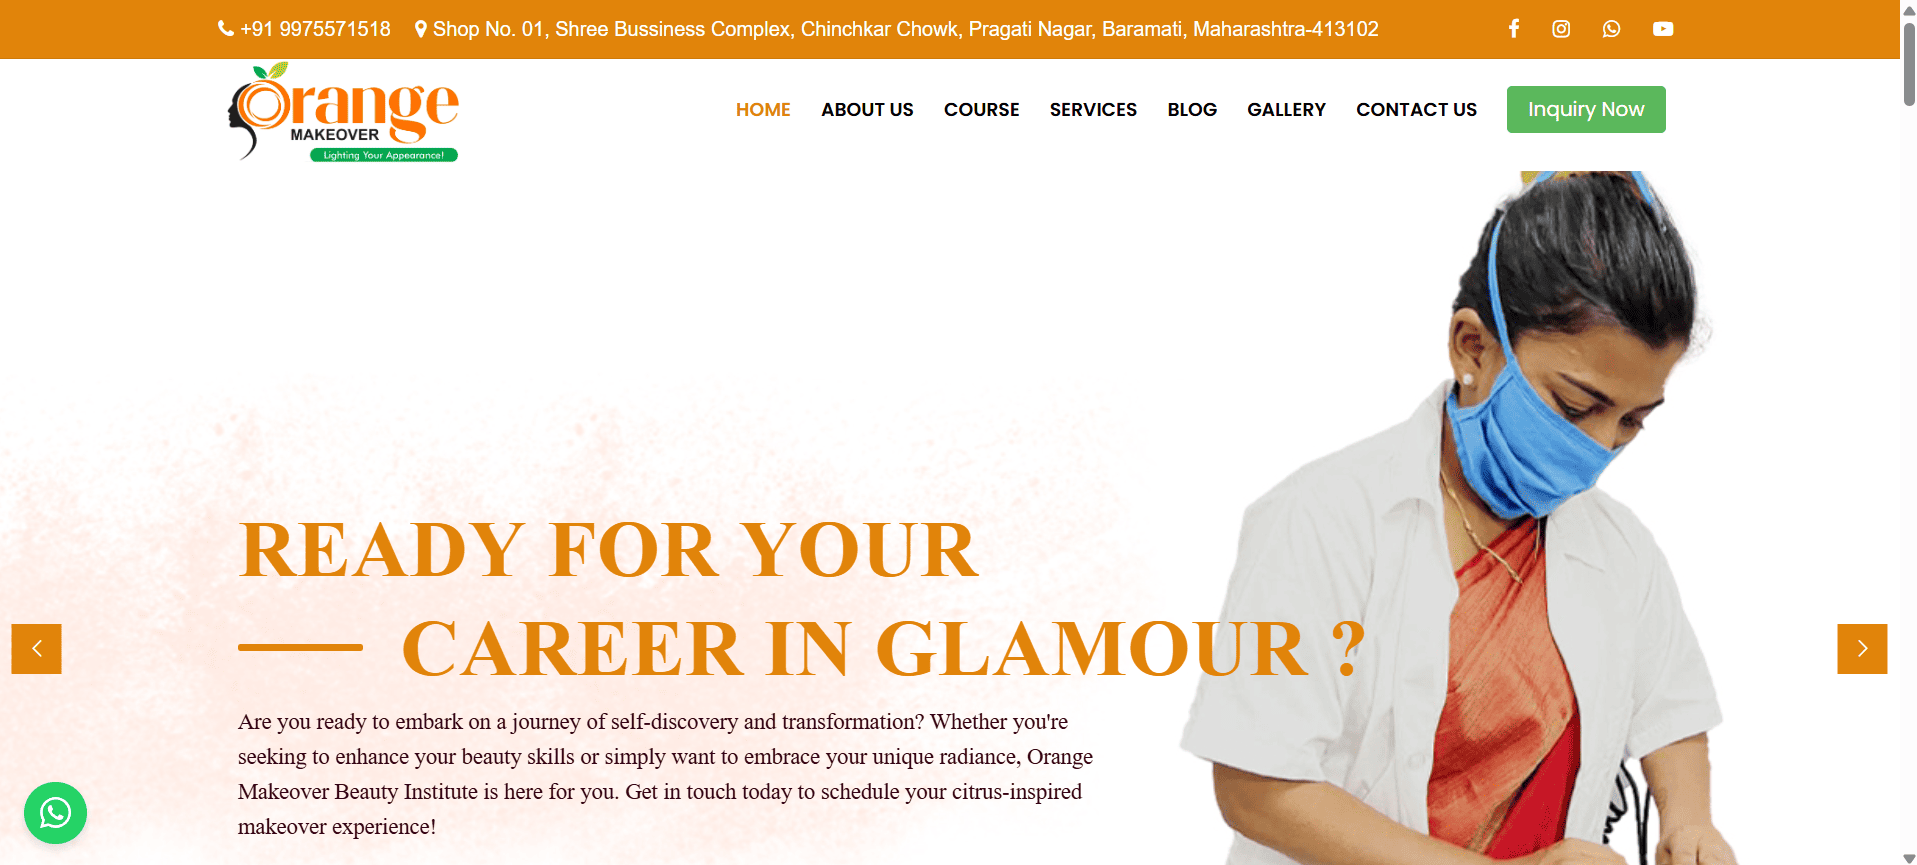 +91 9975571518 Shop No. 01, Shree Bussiness Complex, Chinchkar Chowk, Pragati Nagar, Baramati, Maharashtra-413102
Orange
MAKEOVER
Lighting Your Appearance!
HOME ABOUT US COURSE SERVICES BLOG GALLERY CONTACT US Inquiry Now
READY FOR YOUR
CAREER IN GLAMOUR ?
Are you ready to embark on a journey of self-discovery and transformation? Whether you're
seeking to enhance your beauty skills or simply want to embrace your unique radiance, Orange
Makeover Beauty Institute is here for you. Get in touch today to schedule your citrus-inspired
makeover experience!